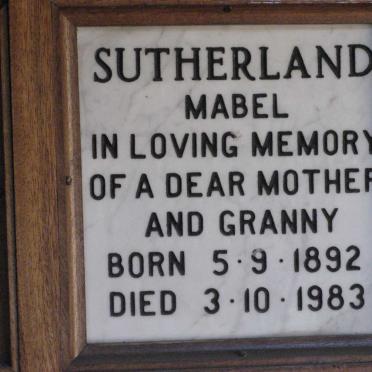 SUTHERLAND
MABEL
IN LOVING MEMORY
OF A DEAR MOTHER
AND GRANNY
BORN 5·9·1892
DIED 3·10·1983